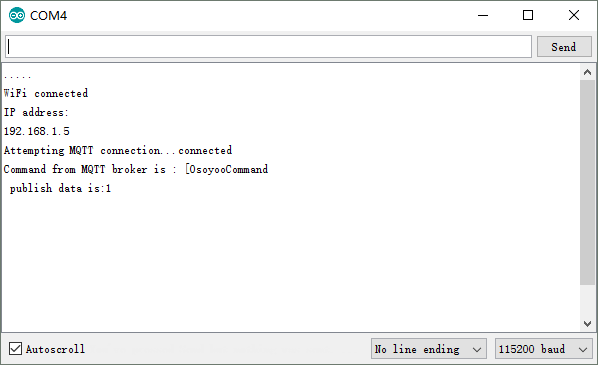 COM4
Send
.....
WiFi connected
IP address:
192.168.1.5
Attempting MQTT connection...connected
Command from MQTT broker is : [OsoyooCommand
 publish data is:1
Autoscroll
No line ending
115200 baud